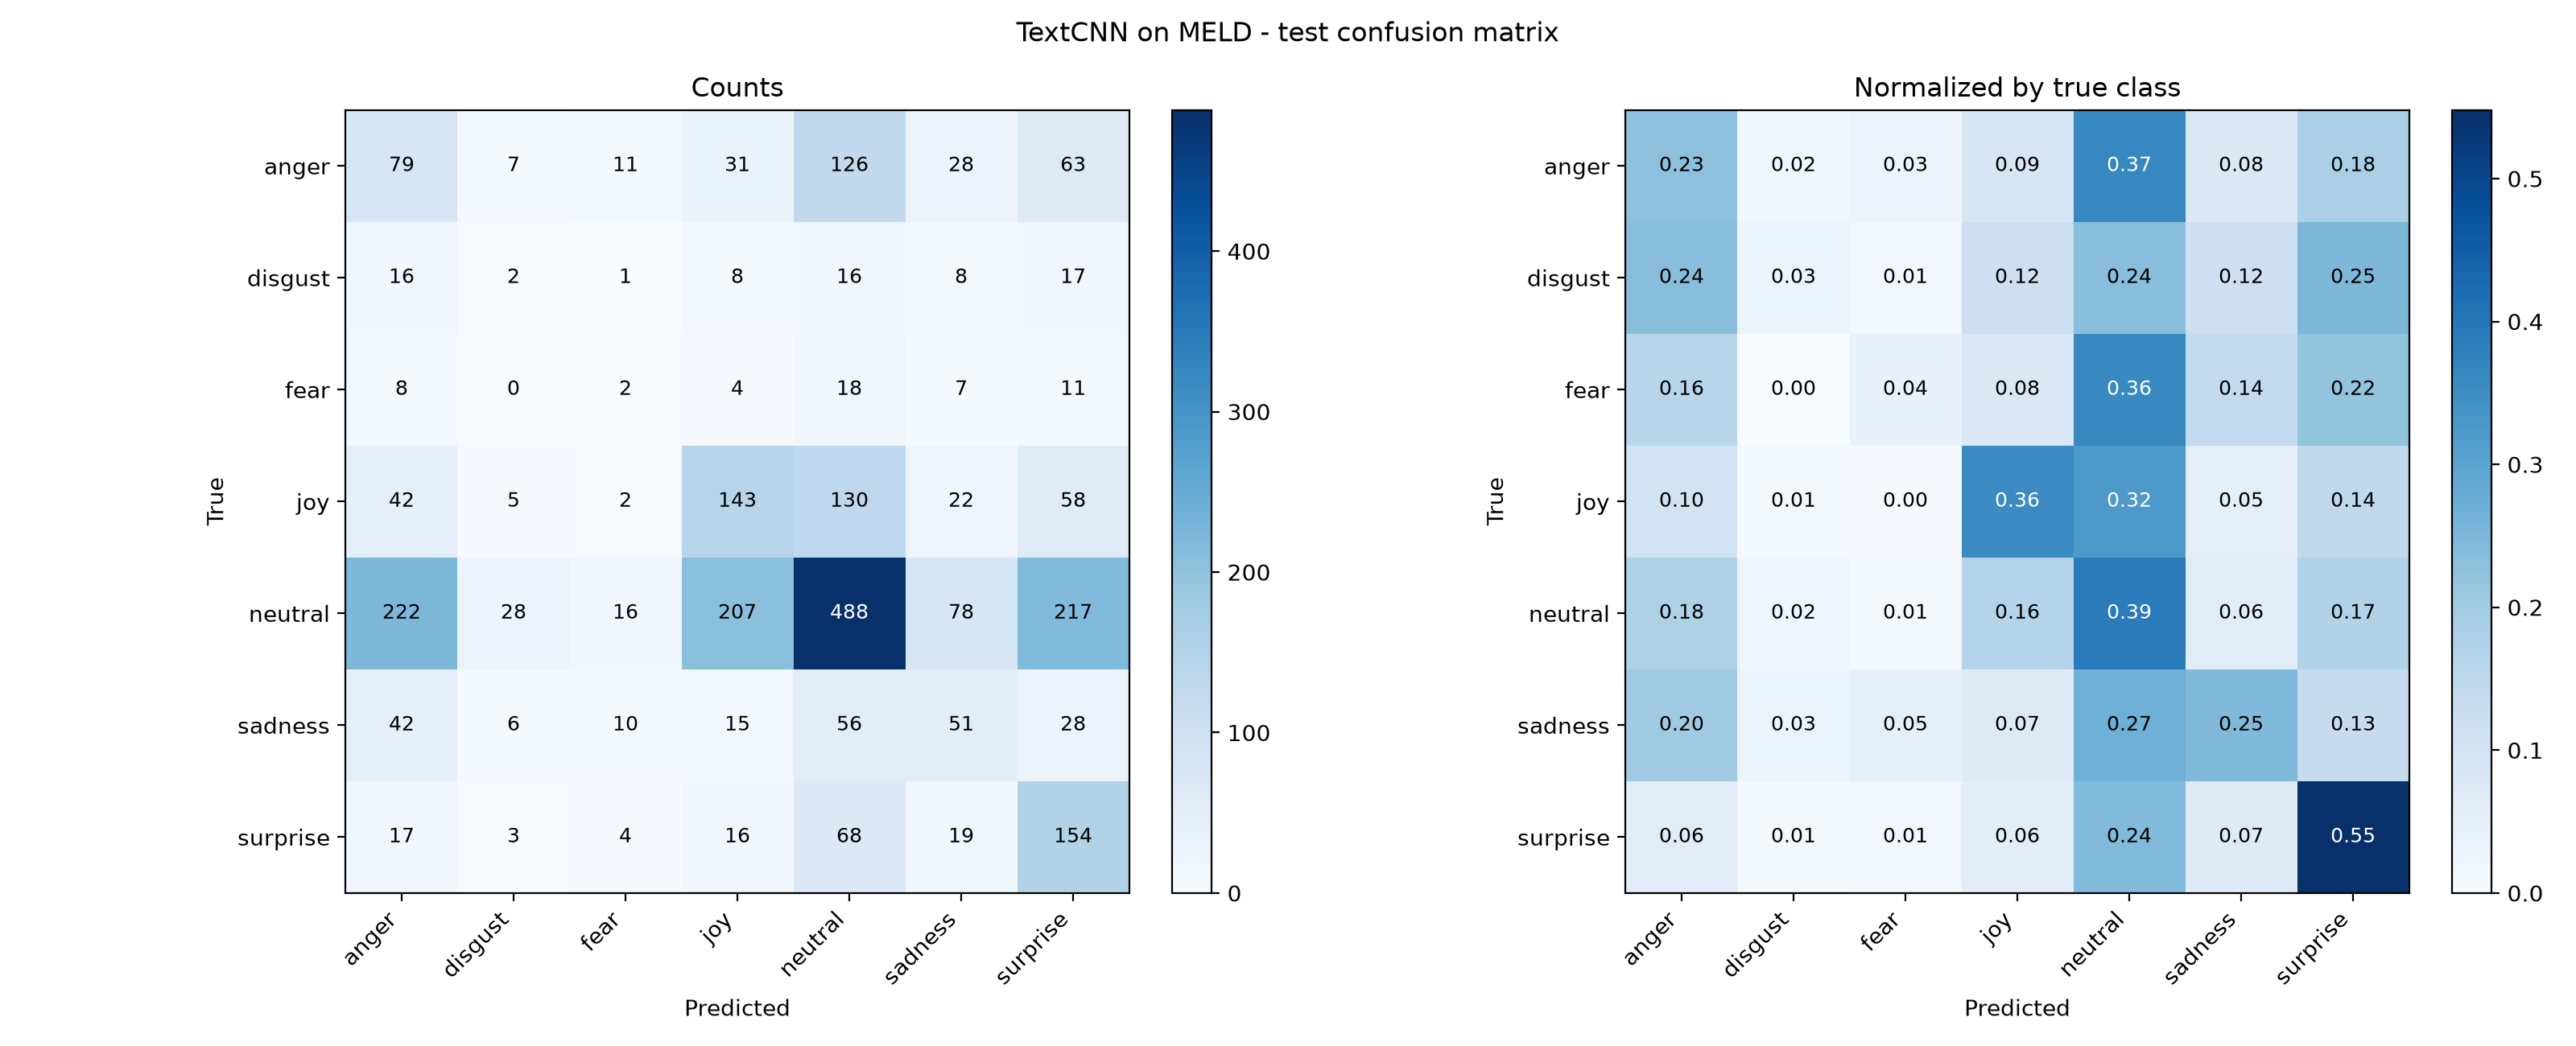 TextCNN on MELD - test confusion matrix
Counts
anger 79 7 11 31 126 28 63
disgust 16 2 1 8 16 8 17
fear 8 0 2 4 18 7 11
joy 42 5 2 143 130 22 58
neutral 222 28 16 207 488 78 217
sadness 42 6 10 15 56 51 28
surprise 17 3 4 16 68 19 154
True
anger disgust fear joy neutral sadness surprise
Predicted
400
300
200
100
0
Normalized by true class
anger 0.23 0.02 0.03 0.09 0.37 0.08 0.18
disgust 0.24 0.03 0.01 0.12 0.24 0.12 0.25
fear 0.16 0.00 0.04 0.08 0.36 0.14 0.22
joy 0.10 0.01 0.00 0.36 0.32 0.05 0.14
neutral 0.18 0.02 0.01 0.16 0.39 0.06 0.17
sadness 0.20 0.03 0.05 0.07 0.27 0.25 0.13
surprise 0.06 0.01 0.01 0.06 0.24 0.07 0.55
True
anger disgust fear joy neutral sadness surprise
Predicted
0.5
0.4
0.3
0.2
0.1
0.0